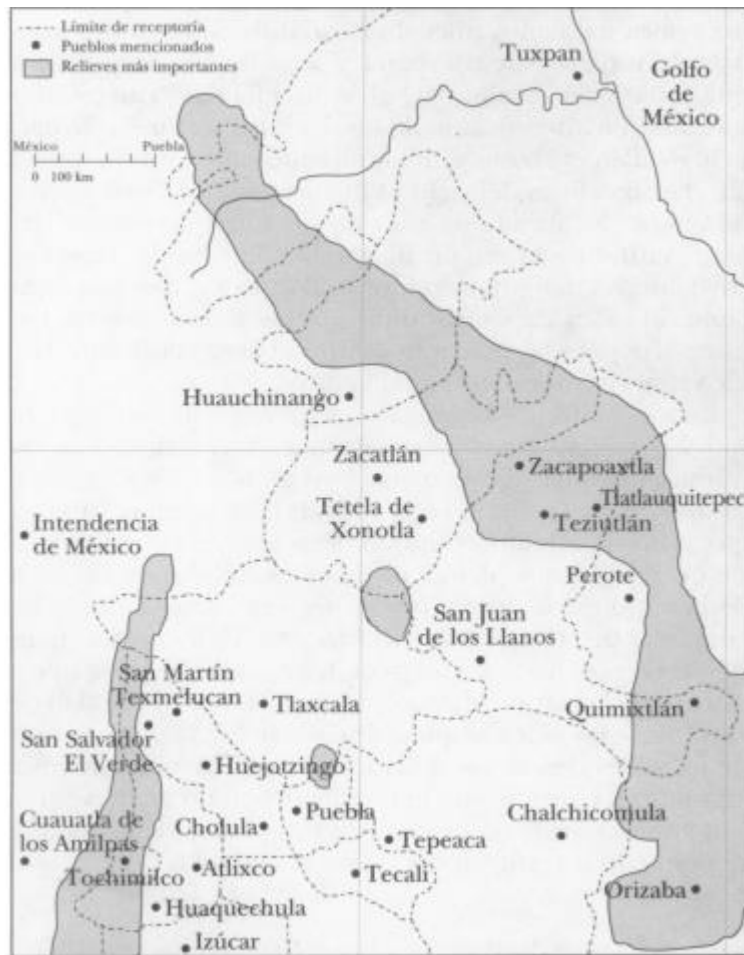 Límite de receptoría
Pueblos mencionados
Relieves más importantes
México
Puebla
0 100 km
Tuxpan
Golfo
de
México
Huauchinango
Zacatlán
Zacapoaxtla
Tetela de
Xonotla
Tlatlauquitepec
Teziutlán
Intendencia
de México
Perote
San Juan
de los Llanos
San Martín
Texmelucan
Tlaxcala
Quimixtlán
San Salvador
El Verde
Huejotzingo
Puebla
Chalchicomula
Cuauatla de
los Amilpas
Cholula
Tepeaca
Tochimilco
Atlixco
Tecali
Orizaba
Huaquechula
Izúcar